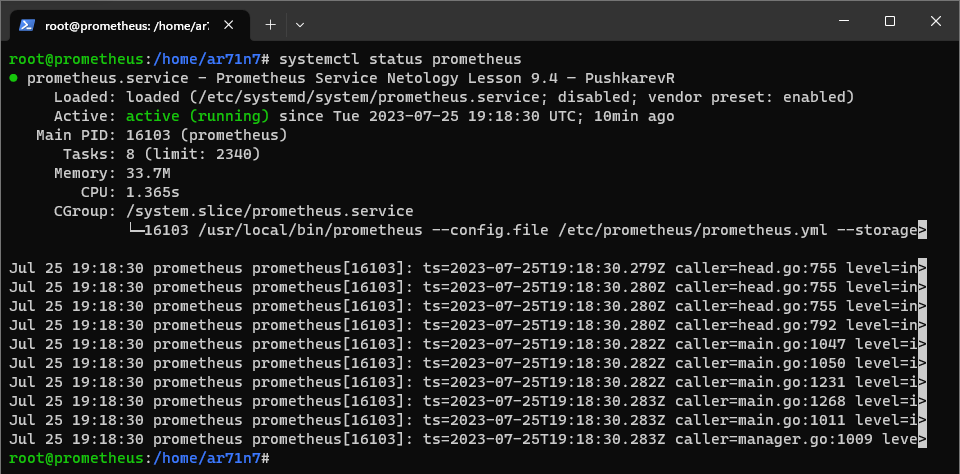 root@prometheus: /home/ar7
root@prometheus:/home/ar71n7# systemctl status prometheus
● prometheus.service - Prometheus Service Netology Lesson 9.4 — PushkarevR
Loaded: loaded (/etc/systemd/system/prometheus.service; disabled; vendor preset: enabled)
Active: active (running) since Tue 2023-07-25 19:18:30 UTC; 10min ago
Main PID: 16103 (prometheus)
Tasks: 8 (limit: 2340)
Memory: 33.7M
CPU: 1.365s
CGroup: /system.slice/prometheus.service
└─16103 /usr/local/bin/prometheus --config.file /etc/prometheus/prometheus.yml --storage>
Jul 25 19:18:30 prometheus prometheus[16103]: ts=2023-07-25T19:18:30.279Z caller=head.go:755 level=in>
Jul 25 19:18:30 prometheus prometheus[16103]: ts=2023-07-25T19:18:30.280Z caller=head.go:755 level=in>
Jul 25 19:18:30 prometheus prometheus[16103]: ts=2023-07-25T19:18:30.280Z caller=head.go:755 level=in>
Jul 25 19:18:30 prometheus prometheus[16103]: ts=2023-07-25T19:18:30.280Z caller=head.go:792 level=in>
Jul 25 19:18:30 prometheus prometheus[16103]: ts=2023-07-25T19:18:30.282Z caller=main.go:1047 level=i>
Jul 25 19:18:30 prometheus prometheus[16103]: ts=2023-07-25T19:18:30.282Z caller=main.go:1050 level=i>
Jul 25 19:18:30 prometheus prometheus[16103]: ts=2023-07-25T19:18:30.282Z caller=main.go:1231 level=i>
Jul 25 19:18:30 prometheus prometheus[16103]: ts=2023-07-25T19:18:30.283Z caller=main.go:1268 level=i>
Jul 25 19:18:30 prometheus prometheus[16103]: ts=2023-07-25T19:18:30.283Z caller=main.go:1011 level=i>
Jul 25 19:18:30 prometheus prometheus[16103]: ts=2023-07-25T19:18:30.283Z caller=manager.go:1009 leve>
root@prometheus:/home/ar71n7#